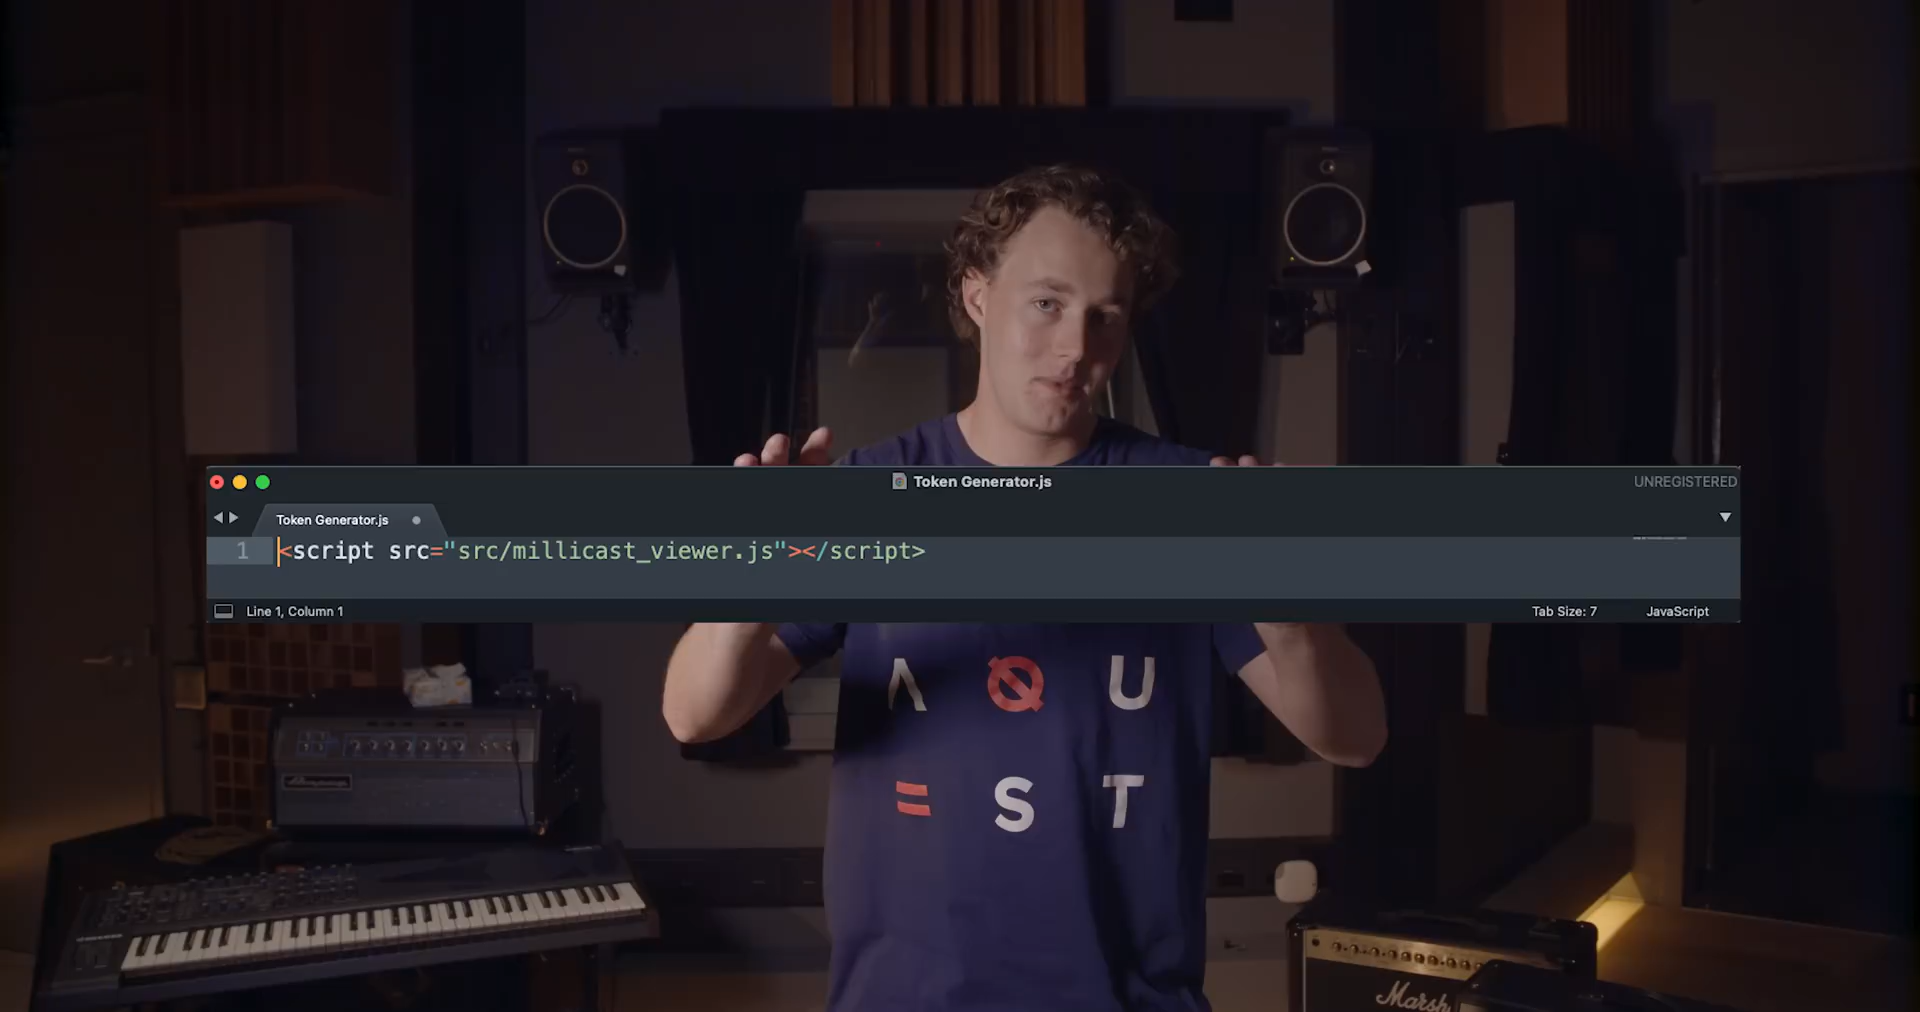 Token Generator.js
UNREGISTERED
Token Generator.js
1 <script src="src/millicast_viewer.js"></script>
Line 1, Column 1
Tab Size: 7
JavaScript
Λ Q U
= S T